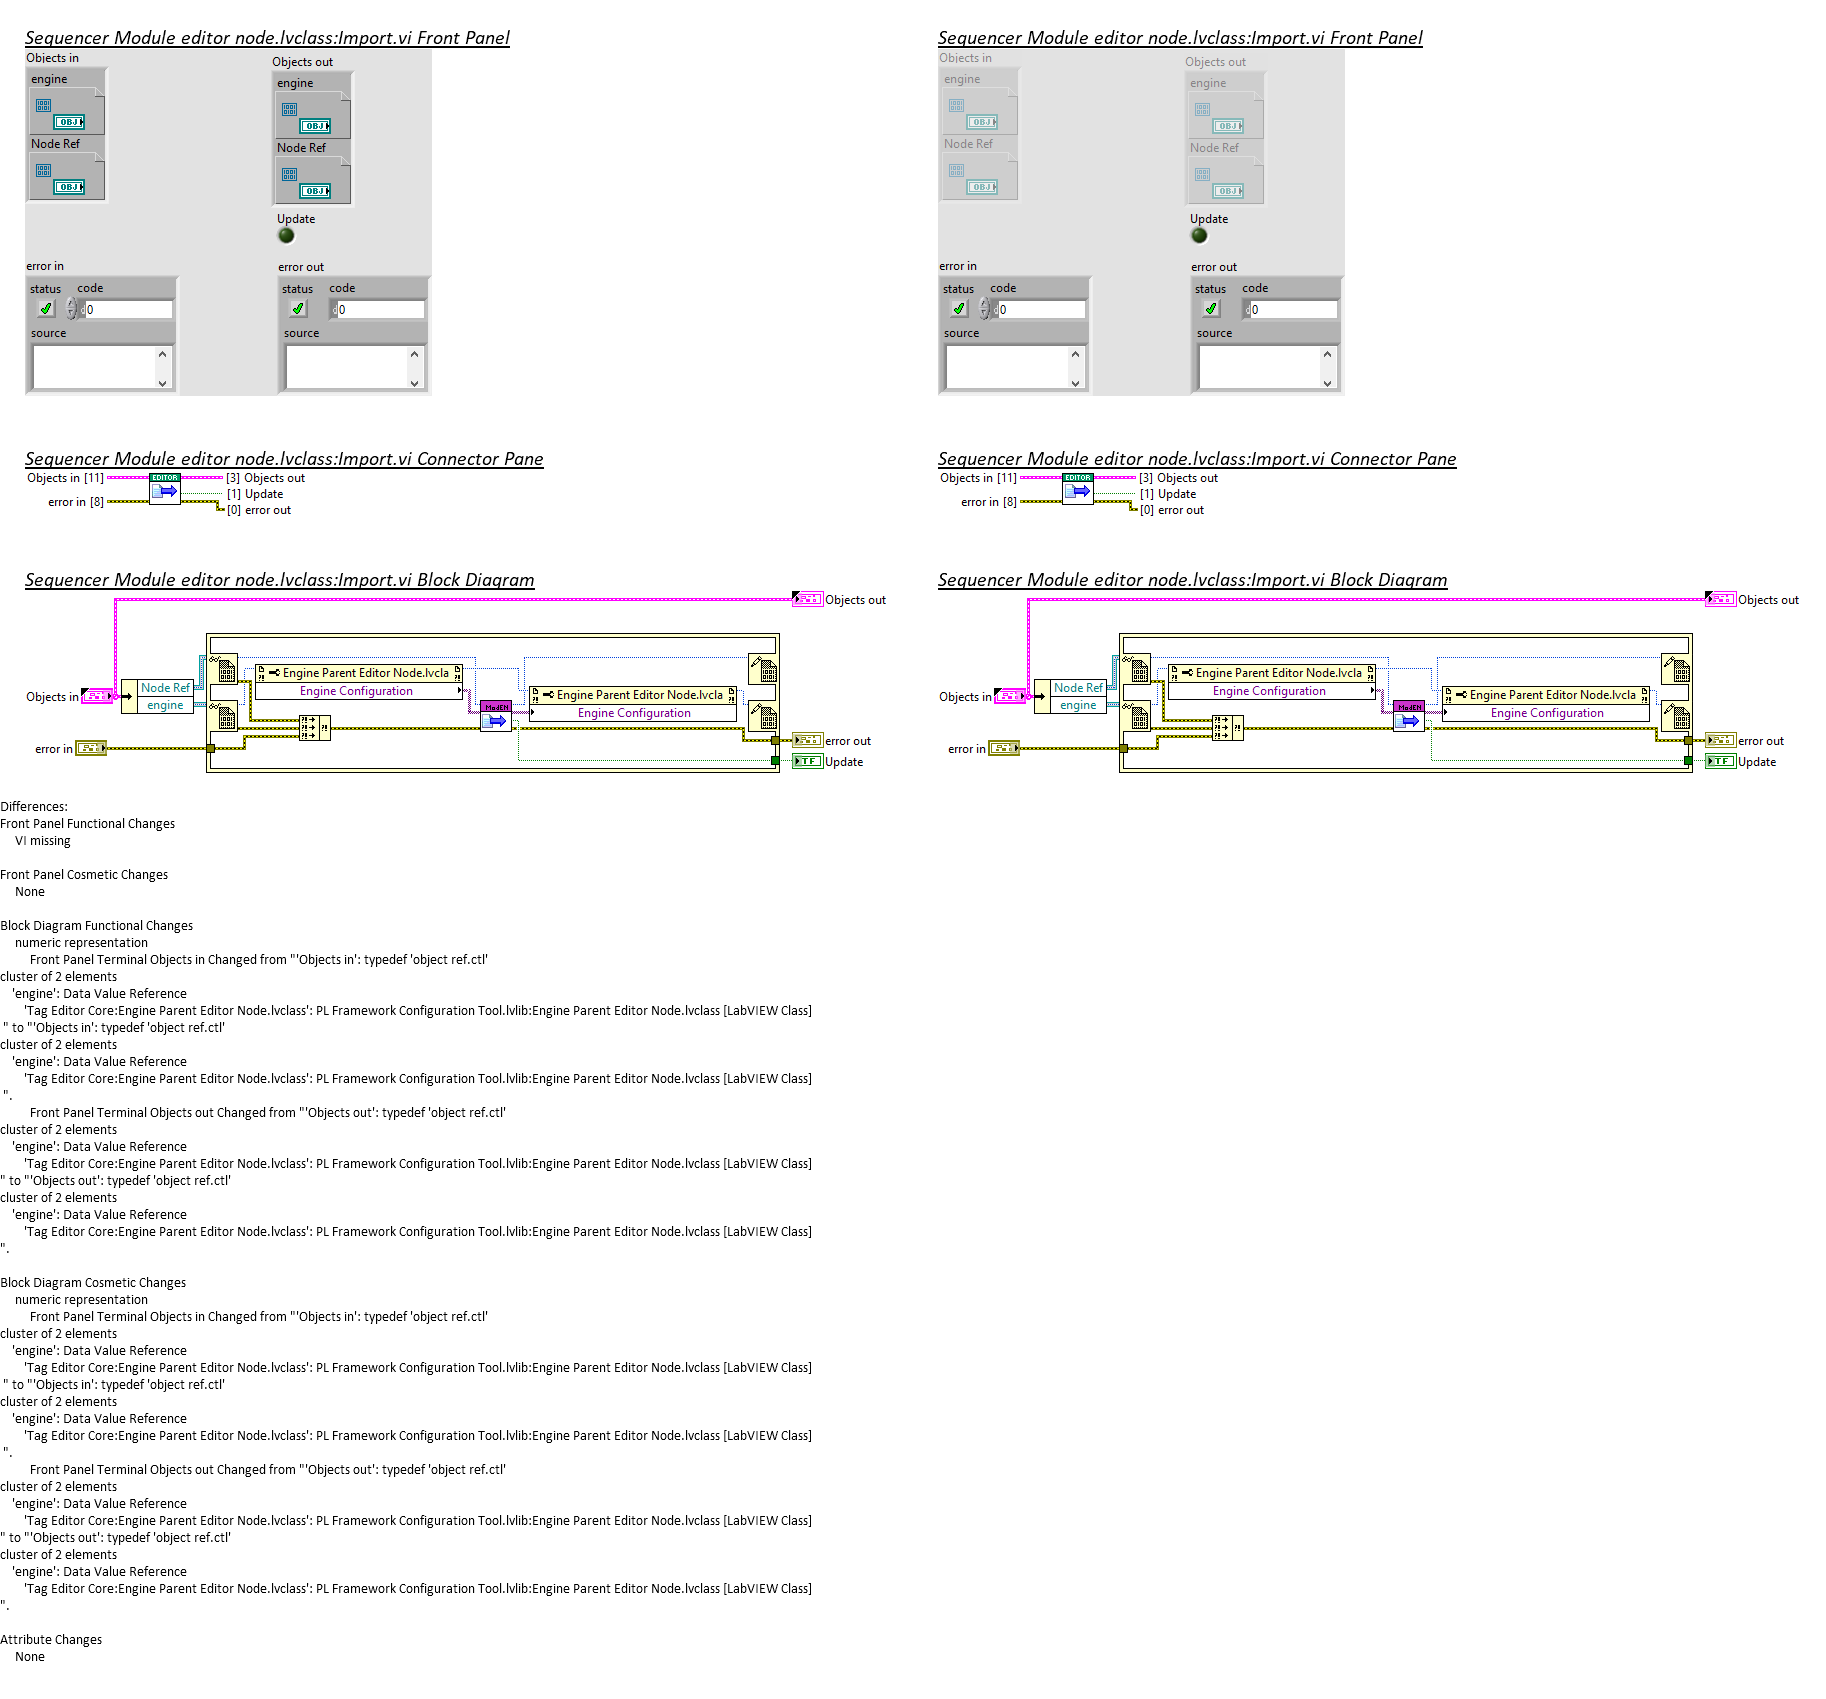 Sequencer Module editor node.lvclass:Import.vi Front Panel
Objects in
engine
OBJ
Node Ref
OBJ
Objects out
engine
OBJ
Node Ref
OBJ
Update
error in
status code
0
source
error out
status code
d 0
source
Sequencer Module editor node.lvclass:Import.vi Front Panel
Objects in
engine
OBJ
Node Ref
OBJ
Objects out
engine
OBJ
Node Ref
OBJ
Update
error in
status code
0
source
error out
status code
0
source
Sequencer Module editor node.lvclass:Import.vi Connector Pane
Objects in [11]
error in [8]
EDITOR
[3] Objects out
[1] Update
[0] error out
Sequencer Module editor node.lvclass:Import.vi Connector Pane
Objects in [11]
error in [8]
EDITOR
[3] Objects out
[1] Update
[0] error out
Sequencer Module editor node.lvclass:Import.vi Block Diagram
Objects out
Objects in
Node Ref
engine
Engine Parent Editor Node.lvcla
Engine Configuration
ModEN
Engine Parent Editor Node.lvcla
Engine Configuration
error in
error out
TF Update
Sequencer Module editor node.lvclass:Import.vi Block Diagram
Objects out
Objects in
Node Ref
engine
Engine Parent Editor Node.lvcla
Engine Configuration
ModEN
Engine Parent Editor Node.lvcla
Engine Configuration
error in
error out
TF Update
Differences:
Front Panel Functional Changes
VI missing
Front Panel Cosmetic Changes
None
Block Diagram Functional Changes
numeric representation
Front Panel Terminal Objects in Changed from "'Objects in': typedef 'object ref.ctl'
cluster of 2 elements
'engine': Data Value Reference
'Tag Editor Core:Engine Parent Editor Node.lvclass': PL Framework Configuration Tool.lvlib:Engine Parent Editor Node.lvclass [LabVIEW Class]
" to "'Objects in': typedef 'object ref.ctl'
cluster of 2 elements
'engine': Data Value Reference
'Tag Editor Core:Engine Parent Editor Node.lvclass': PL Framework Configuration Tool.lvlib:Engine Parent Editor Node.lvclass [LabVIEW Class]
".
Front Panel Terminal Objects out Changed from "'Objects out': typedef 'object ref.ctl'
cluster of 2 elements
'engine': Data Value Reference
'Tag Editor Core:Engine Parent Editor Node.lvclass': PL Framework Configuration Tool.lvlib:Engine Parent Editor Node.lvclass [LabVIEW Class]
" to "'Objects out': typedef 'object ref.ctl'
cluster of 2 elements
'engine': Data Value Reference
'Tag Editor Core:Engine Parent Editor Node.lvclass': PL Framework Configuration Tool.lvlib:Engine Parent Editor Node.lvclass [LabVIEW Class]
".
Block Diagram Cosmetic Changes
numeric representation
Front Panel Terminal Objects in Changed from "'Objects in': typedef 'object ref.ctl'
cluster of 2 elements
'engine': Data Value Reference
'Tag Editor Core:Engine Parent Editor Node.lvclass': PL Framework Configuration Tool.lvlib:Engine Parent Editor Node.lvclass [LabVIEW Class]
" to "'Objects in': typedef 'object ref.ctl'
cluster of 2 elements
'engine': Data Value Reference
'Tag Editor Core:Engine Parent Editor Node.lvclass': PL Framework Configuration Tool.lvlib:Engine Parent Editor Node.lvclass [LabVIEW Class]
".
Front Panel Terminal Objects out Changed from "'Objects out': typedef 'object ref.ctl'
cluster of 2 elements
'engine': Data Value Reference
'Tag Editor Core:Engine Parent Editor Node.lvclass': PL Framework Configuration Tool.lvlib:Engine Parent Editor Node.lvclass [LabVIEW Class]
" to "'Objects out': typedef 'object ref.ctl'
cluster of 2 elements
'engine': Data Value Reference
'Tag Editor Core:Engine Parent Editor Node.lvclass': PL Framework Configuration Tool.lvlib:Engine Parent Editor Node.lvclass [LabVIEW Class]
".
Attribute Changes
None